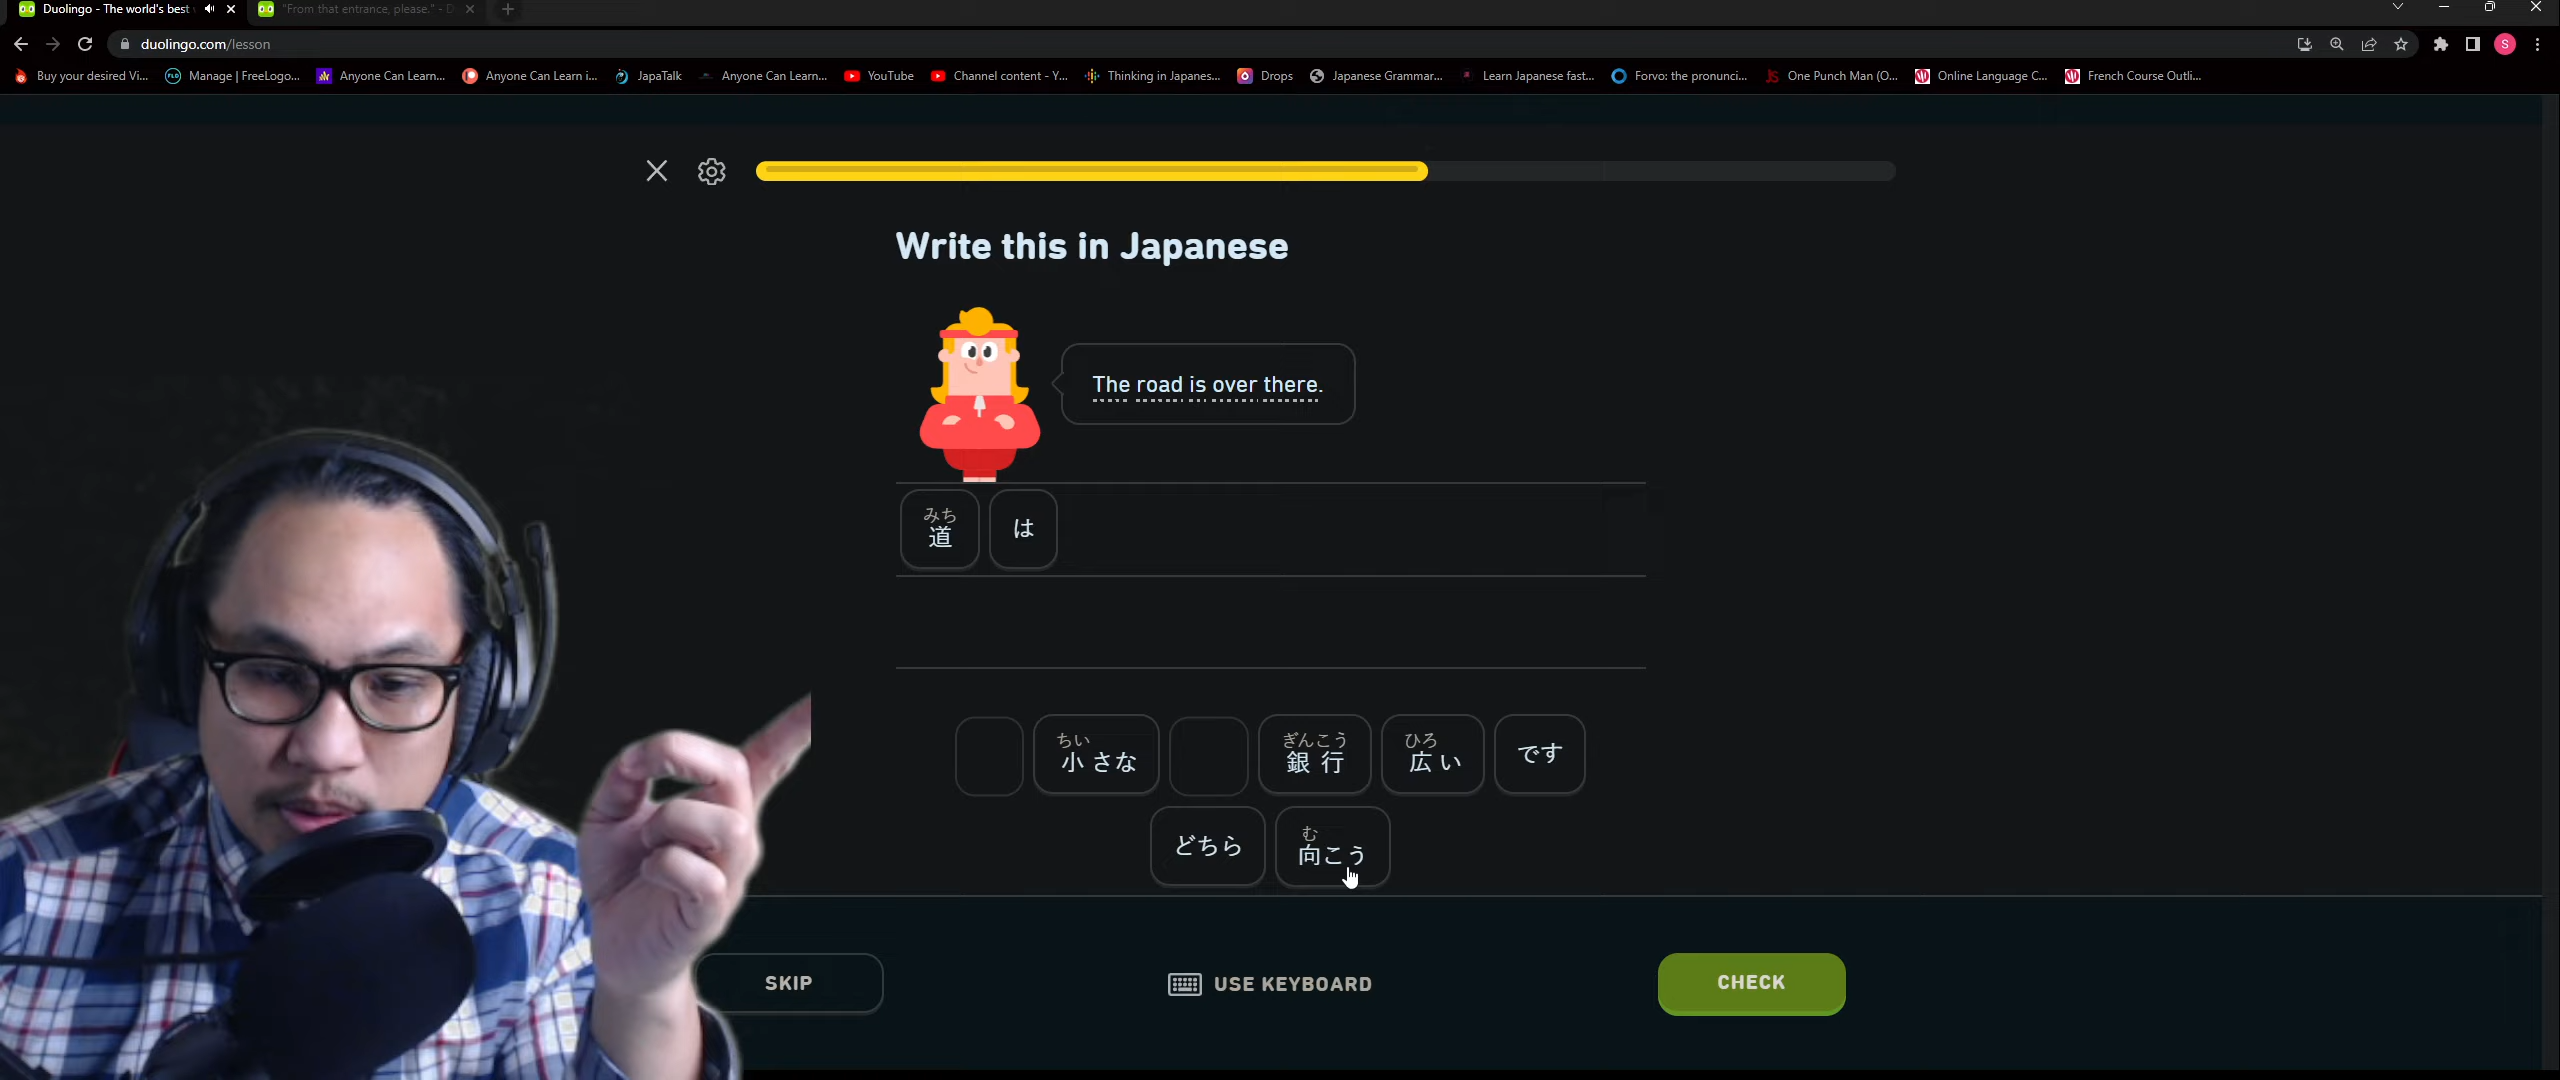 Duolingo - The world's best
"From that entrance, please." - D
duolingo.com/lesson
S
Buy your desired Vi... Manage | FreeLogo... Anyone Can Learn... Anyone Can Learn i... JapaTalk Anyone Can Learn... YouTube Channel content - Y... Thinking in Japanes... Drops Japanese Grammar... Learn Japanese fast... Forvo: the pronunci... One Punch Man (O... Online Language C... French Course Outli...
Write this in Japanese
The road is over there.
みち
道 は
ちい ぎんこう ひろ
小さな 銀行 広い です
む
どちら 向こう
SKIP USE KEYBOARD CHECK